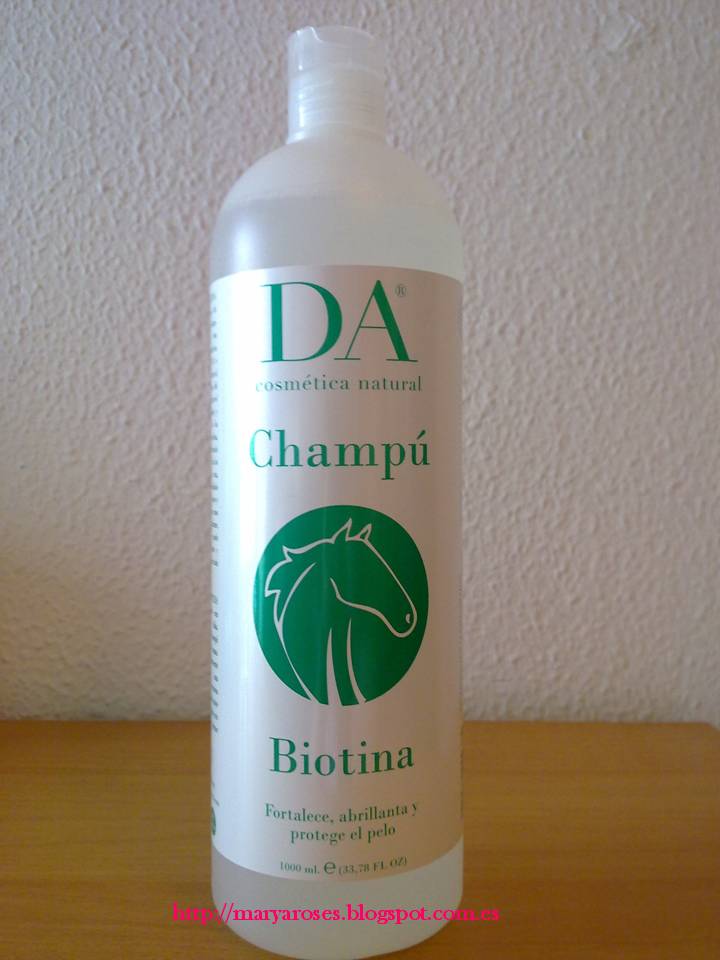 DA®
cosmética natural
Champú
Biotina
Fortalece, abrillanta y
protege el pelo
1000 ml. ℮ (33,78 FL OZ)
http://maryaroses.blogspot.com.es